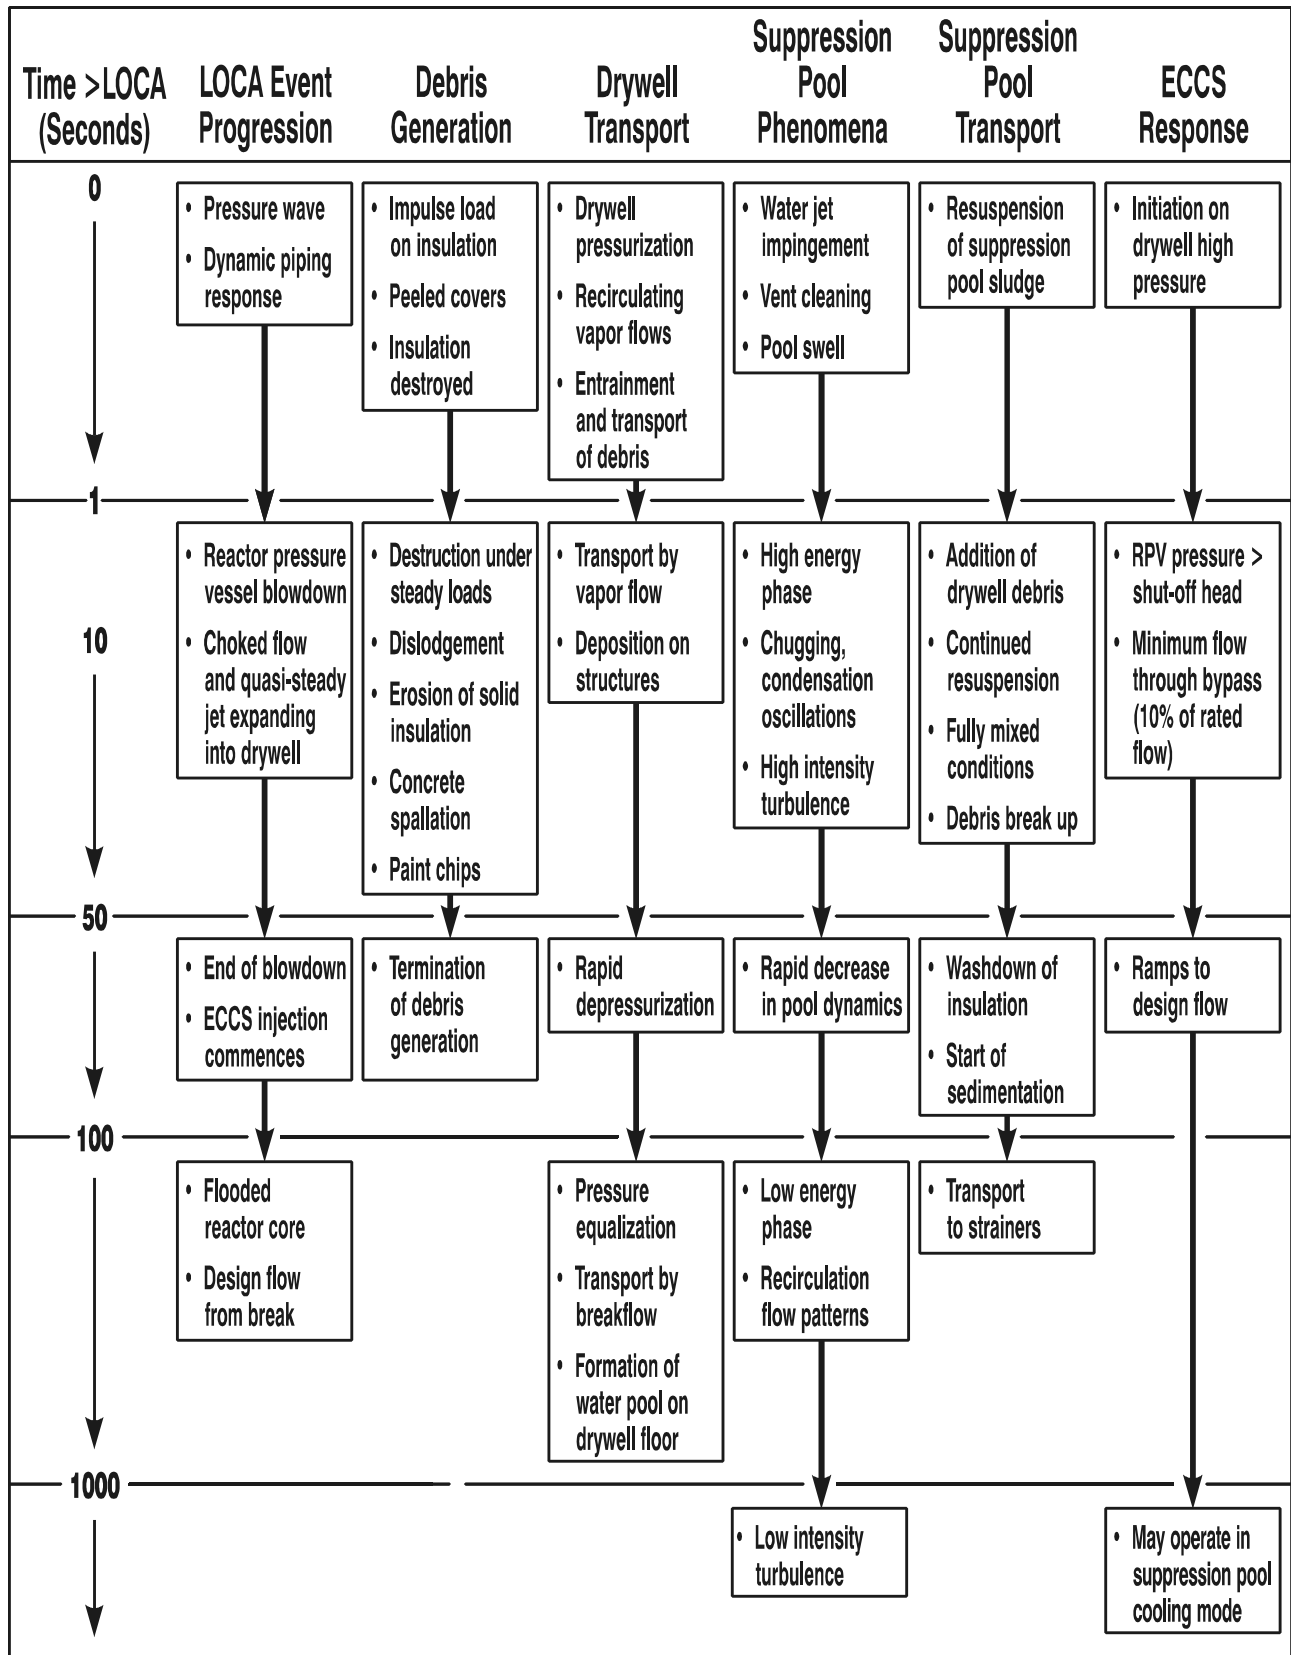 Time >LOCA
(Seconds)
LOCA Event
Progression
Debris
Generation
Drywell
Transport
Suppression
Pool
Phenomena
Suppression
Pool
Transport
ECCS
Response
0
• Pressure wave
• Dynamic piping
response
• Impulse load
on insulation
• Peeled covers
• Insulation
destroyed
• Drywell
pressurization
• Recirculating
vapor flows
• Entrainment
and transport
of debris
• Water jet
impingement
• Vent cleaning
• Pool swell
• Resuspension
of suppression
pool sludge
• Initiation on
drywell high
pressure
1
10
• Reactor pressure
vessel blowdown
• Choked flow
and quasi-steady
jet expanding
into drywell
• Destruction under
steady loads
• Dislodgement
• Erosion of solid
insulation
• Concrete
spallation
• Paint chips
• Transport by
vapor flow
• Deposition on
structures
• High energy
phase
• Chugging,
condensation
oscillations
• High intensity
turbulence
• Addition of
drywell debris
• Continued
resuspension
• Fully mixed
conditions
• Debris break up
• RPV pressure >
shut-off head
• Minimum flow
through bypass
(10% of rated
flow)
50
• End of blowdown
• ECCS injection
commences
• Termination
of debris
generation
• Rapid
depressurization
• Rapid decrease
in pool dynamics
• Washdown of
insulation
• Start of
sedimentation
• Ramps to
design flow
100
• Flooded
reactor core
• Design flow
from break
• Pressure
equalization
• Transport by
breakflow
• Formation of
water pool on
drywell floor
• Low energy
phase
• Recirculation
flow patterns
• Transport
to strainers
1000
• Low intensity
turbulence
• May operate in
suppression pool
cooling mode